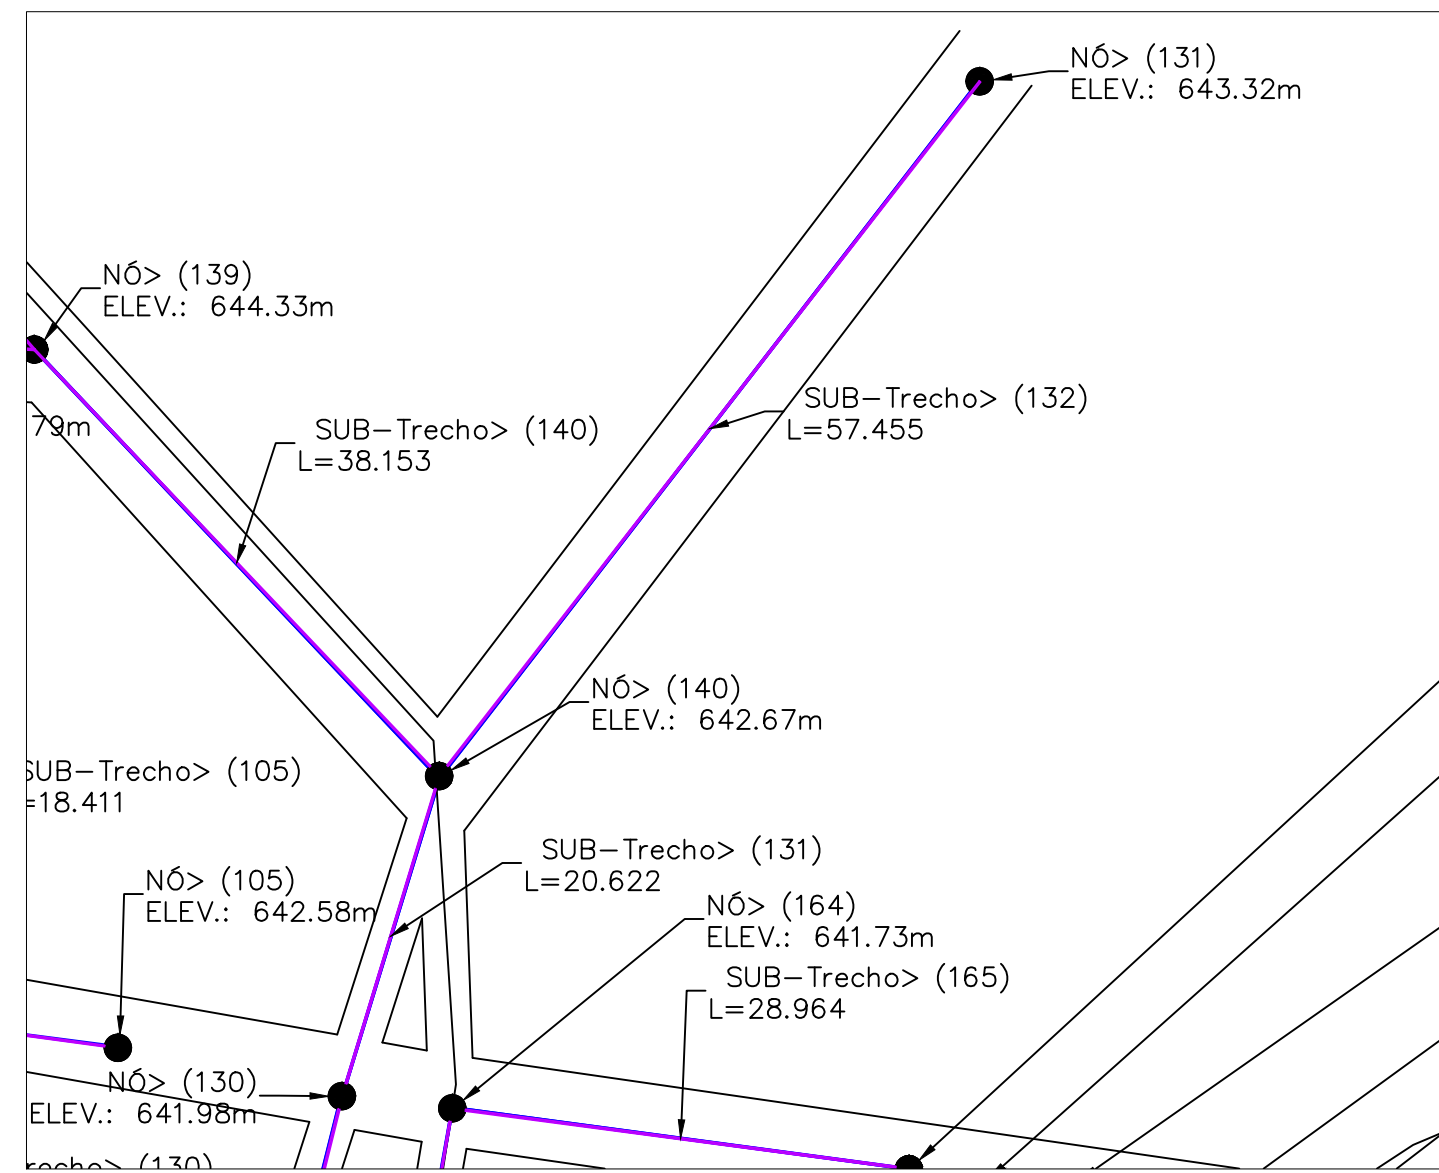 NÓ> (131)
ELEV.: 643.32m
NÓ> (139)
ELEV.: 644.33m
SUB-Trecho> (132)
L=57.455
79m
SUB-Trecho> (140)
L=38.153
NÓ> (140)
ELEV.: 642.67m
SUB-Trecho> (105)
=18.411
SUB-Trecho> (131)
L=20.622
NÓ> (105)
ELEV.: 642.58m
NÓ> (164)
ELEV.: 641.73m
SUB-Trecho> (165)
L=28.964
NÓ> (130)
ELEV.: 641.98m
recho> (130)